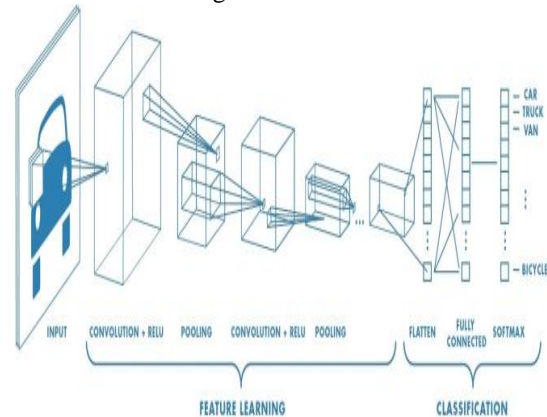 CAR
TRUCK
VAN
BICYCLE
INPUT
CONVOLUTION + RELU
POOLING
CONVOLUTION + RELU
POOLING
FLATTEN
FULLY
CONNECTED
SOFTMAX
FEATURE LEARNING
CLASSIFICATION